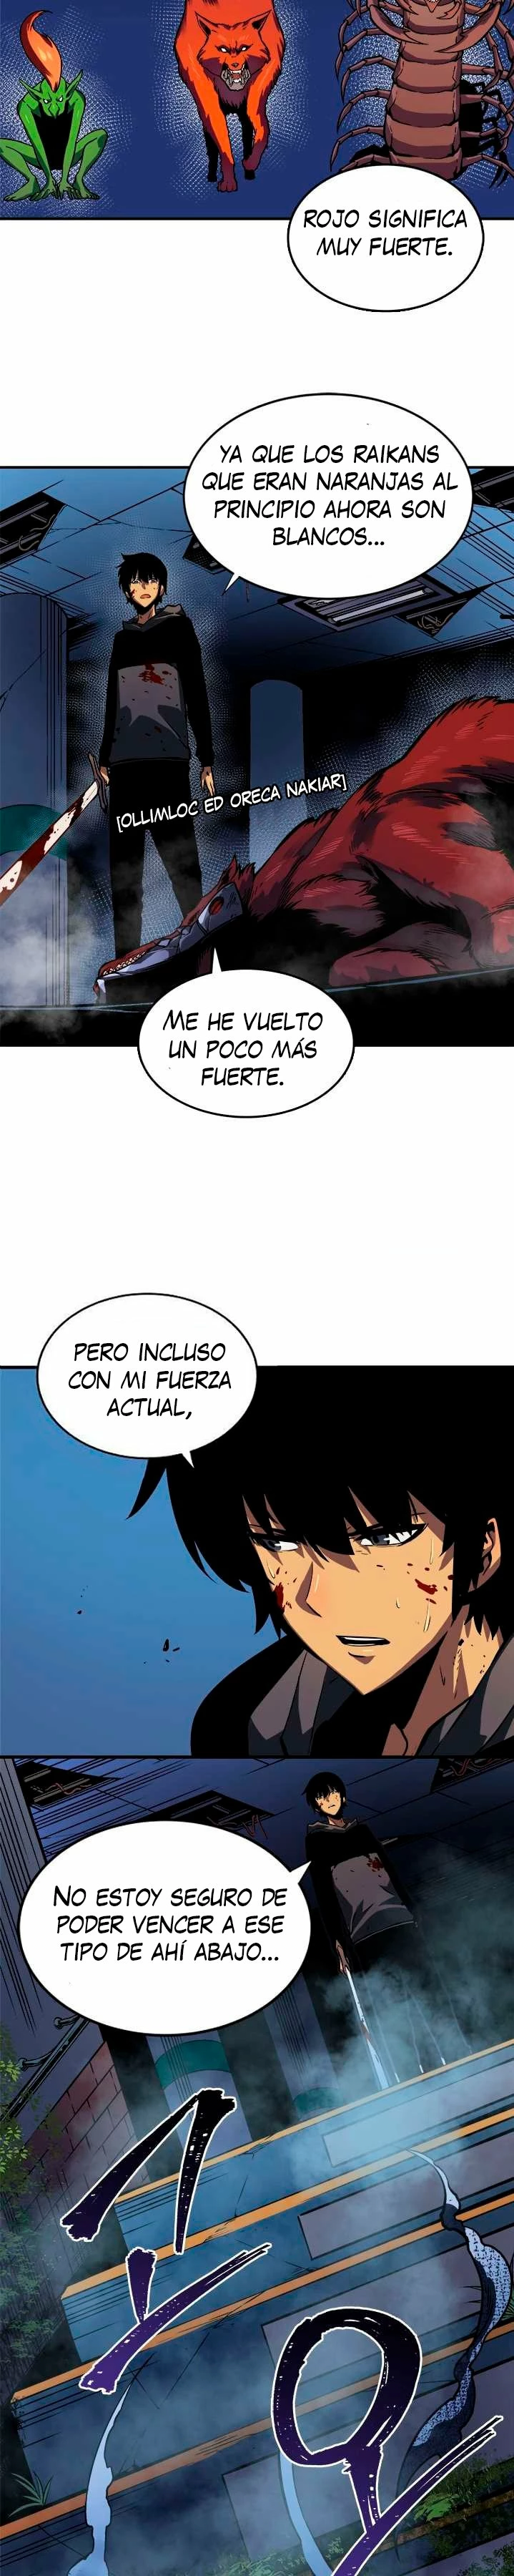 ROJO SIGNIFICA
MUY FUERTE.
YA QUE LOS RAIKANS
QUE ERAN NARANJAS AL
PRINCIPIO AHORA SON
BLANCOS...
[OLLIMLOC ED ORECA NAKIAR]
ME HE VUELTO
UN POCO MÁS
FUERTE.
PERO INCLUSO
CON MI FUERZA
ACTUAL,
NO ESTOY SEGURO DE
PODER VENCER A ESE
TIPO DE AHÍ ABAJO...